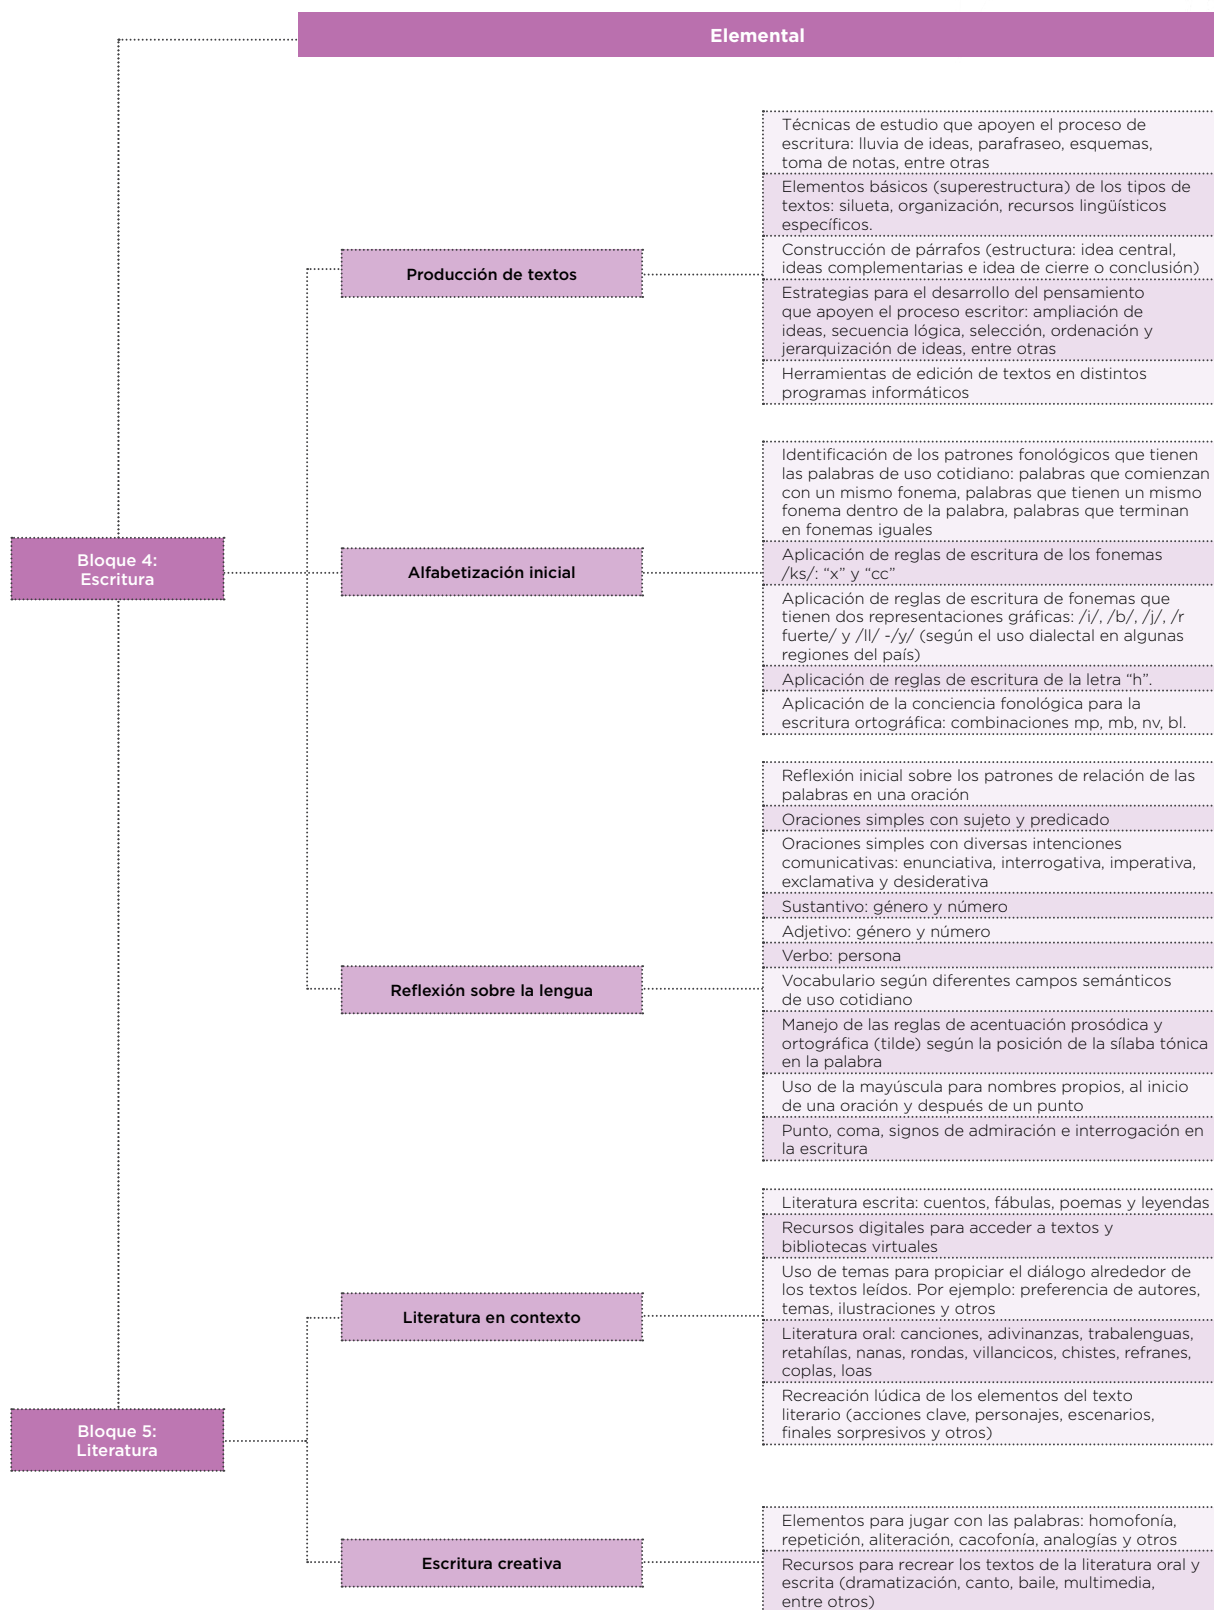 Elemental
Bloque 4:
Escritura
Producción de textos
Técnicas de estudio que apoyen el proceso de
escritura: lluvia de ideas, parafraseo, esquemas,
toma de notas, entre otras
Elementos básicos (superestructura) de los tipos de
textos: silueta, organización, recursos lingüísticos
específicos.
Construcción de párrafos (estructura: idea central,
ideas complementarias e idea de cierre o conclusión)
Estrategias para el desarrollo del pensamiento
que apoyen el proceso escritor: ampliación de
ideas, secuencia lógica, selección, ordenación y
jerarquización de ideas, entre otras
Herramientas de edición de textos en distintos
programas informáticos
Alfabetización inicial
Identificación de los patrones fonológicos que tienen
las palabras de uso cotidiano: palabras que comienzan
con un mismo fonema, palabras que tienen un mismo
fonema dentro de la palabra, palabras que terminan
en fonemas iguales
Aplicación de reglas de escritura de los fonemas
/ks/: “x” y “cc”
Aplicación de reglas de escritura de fonemas que
tienen dos representaciones gráficas: /i/, /b/, /j/, /r
fuerte/ y /ll/ -/y/ (según el uso dialectal en algunas
regiones del país)
Aplicación de reglas de escritura de la letra “h”.
Aplicación de la conciencia fonológica para la
escritura ortográfica: combinaciones mp, mb, nv, bl.
Reflexión sobre la lengua
Reflexión inicial sobre los patrones de relación de las
palabras en una oración
Oraciones simples con sujeto y predicado
Oraciones simples con diversas intenciones
comunicativas: enunciativa, interrogativa, imperativa,
exclamativa y desiderativa
Sustantivo: género y número
Adjetivo: género y número
Verbo: persona
Vocabulario según diferentes campos semánticos
de uso cotidiano
Manejo de las reglas de acentuación prosódica y
ortográfica (tilde) según la posición de la sílaba tónica
en la palabra
Uso de la mayúscula para nombres propios, al inicio
de una oración y después de un punto
Punto, coma, signos de admiración e interrogación en
la escritura
Bloque 5:
Literatura
Literatura en contexto
Literatura escrita: cuentos, fábulas, poemas y leyendas
Recursos digitales para acceder a textos y
bibliotecas virtuales
Uso de temas para propiciar el diálogo alrededor de
los textos leídos. Por ejemplo: preferencia de autores,
temas, ilustraciones y otros
Literatura oral: canciones, adivinanzas, trabalenguas,
retahílas, nanas, rondas, villancicos, chistes, refranes,
coplas, loas
Recreación lúdica de los elementos del texto
literario (acciones clave, personajes, escenarios,
finales sorpresivos y otros)
Escritura creativa
Elementos para jugar con las palabras: homofonía,
repetición, aliteración, cacofonía, analogías y otros
Recursos para recrear los textos de la literatura oral y
escrita (dramatización, canto, baile, multimedia,
entre otros)